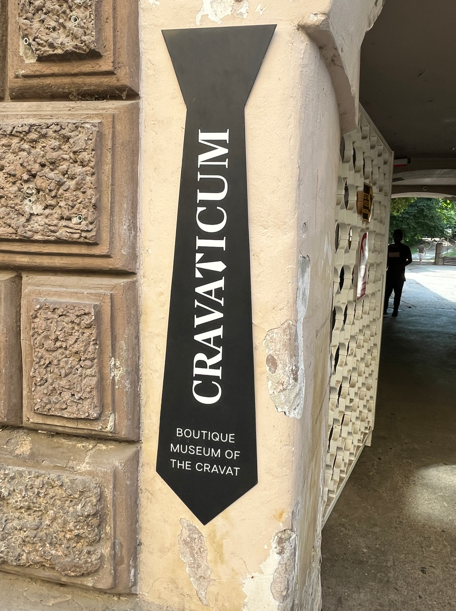 CRAVATICUM
BOUTIQUE
MUSEUM OF
THE CRAVAT